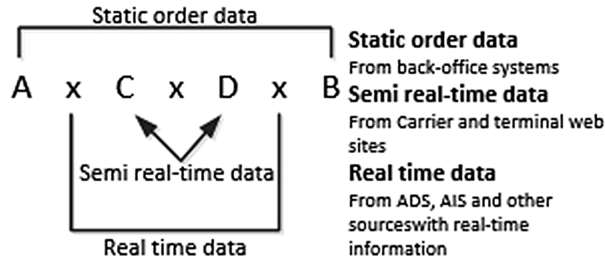 Static order data
A x C x D x B
Semi real-time data
Real time data
Static order data
From back-office systems
Semi real-time data
From Carrier and terminal web
sites
Real time data
From ADS, AIS and other
sourceswith real-time
information